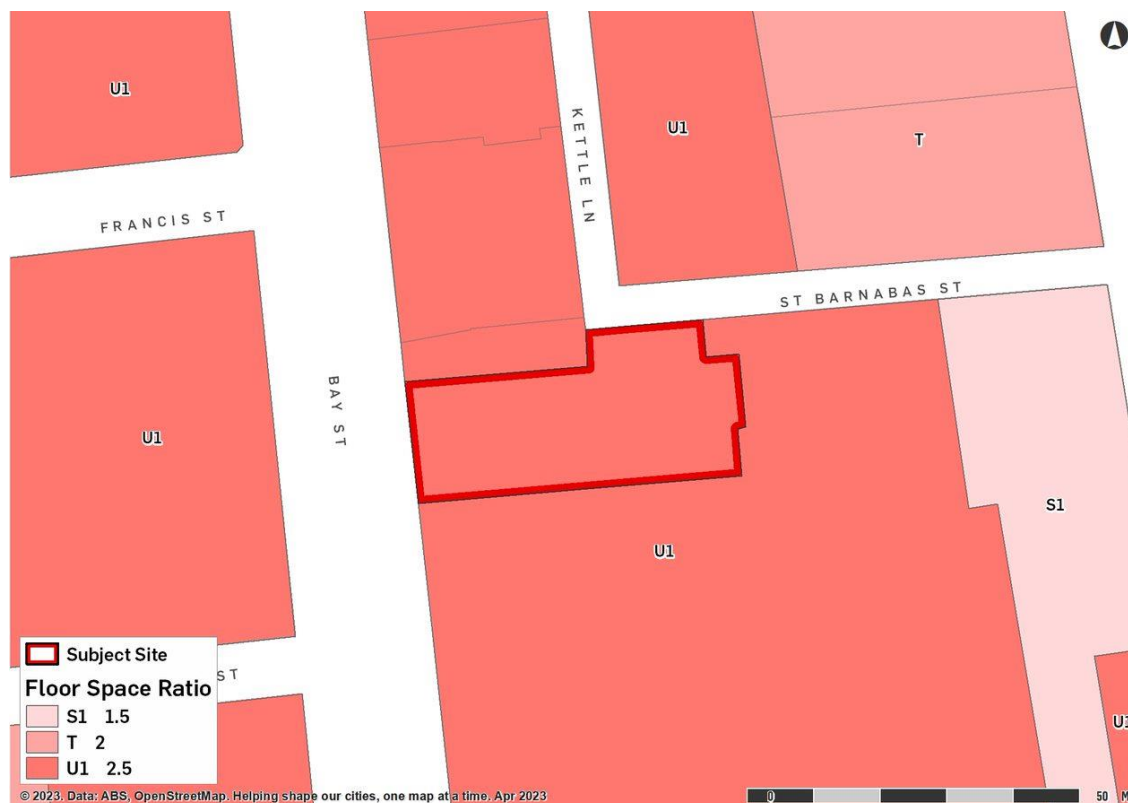 U1
U1
T
KETTLE LN
FRANCIS ST
ST BARNABAS ST
BAY ST
U1
S1
U1
U1
ST
Subject Site
Floor Space Ratio
S1 1.5
T 2
U1 2.5
© 2023. Data: ABS, OpenStreetMap. Helping shape our cities, one map at a time. Apr 2023
0 50 M